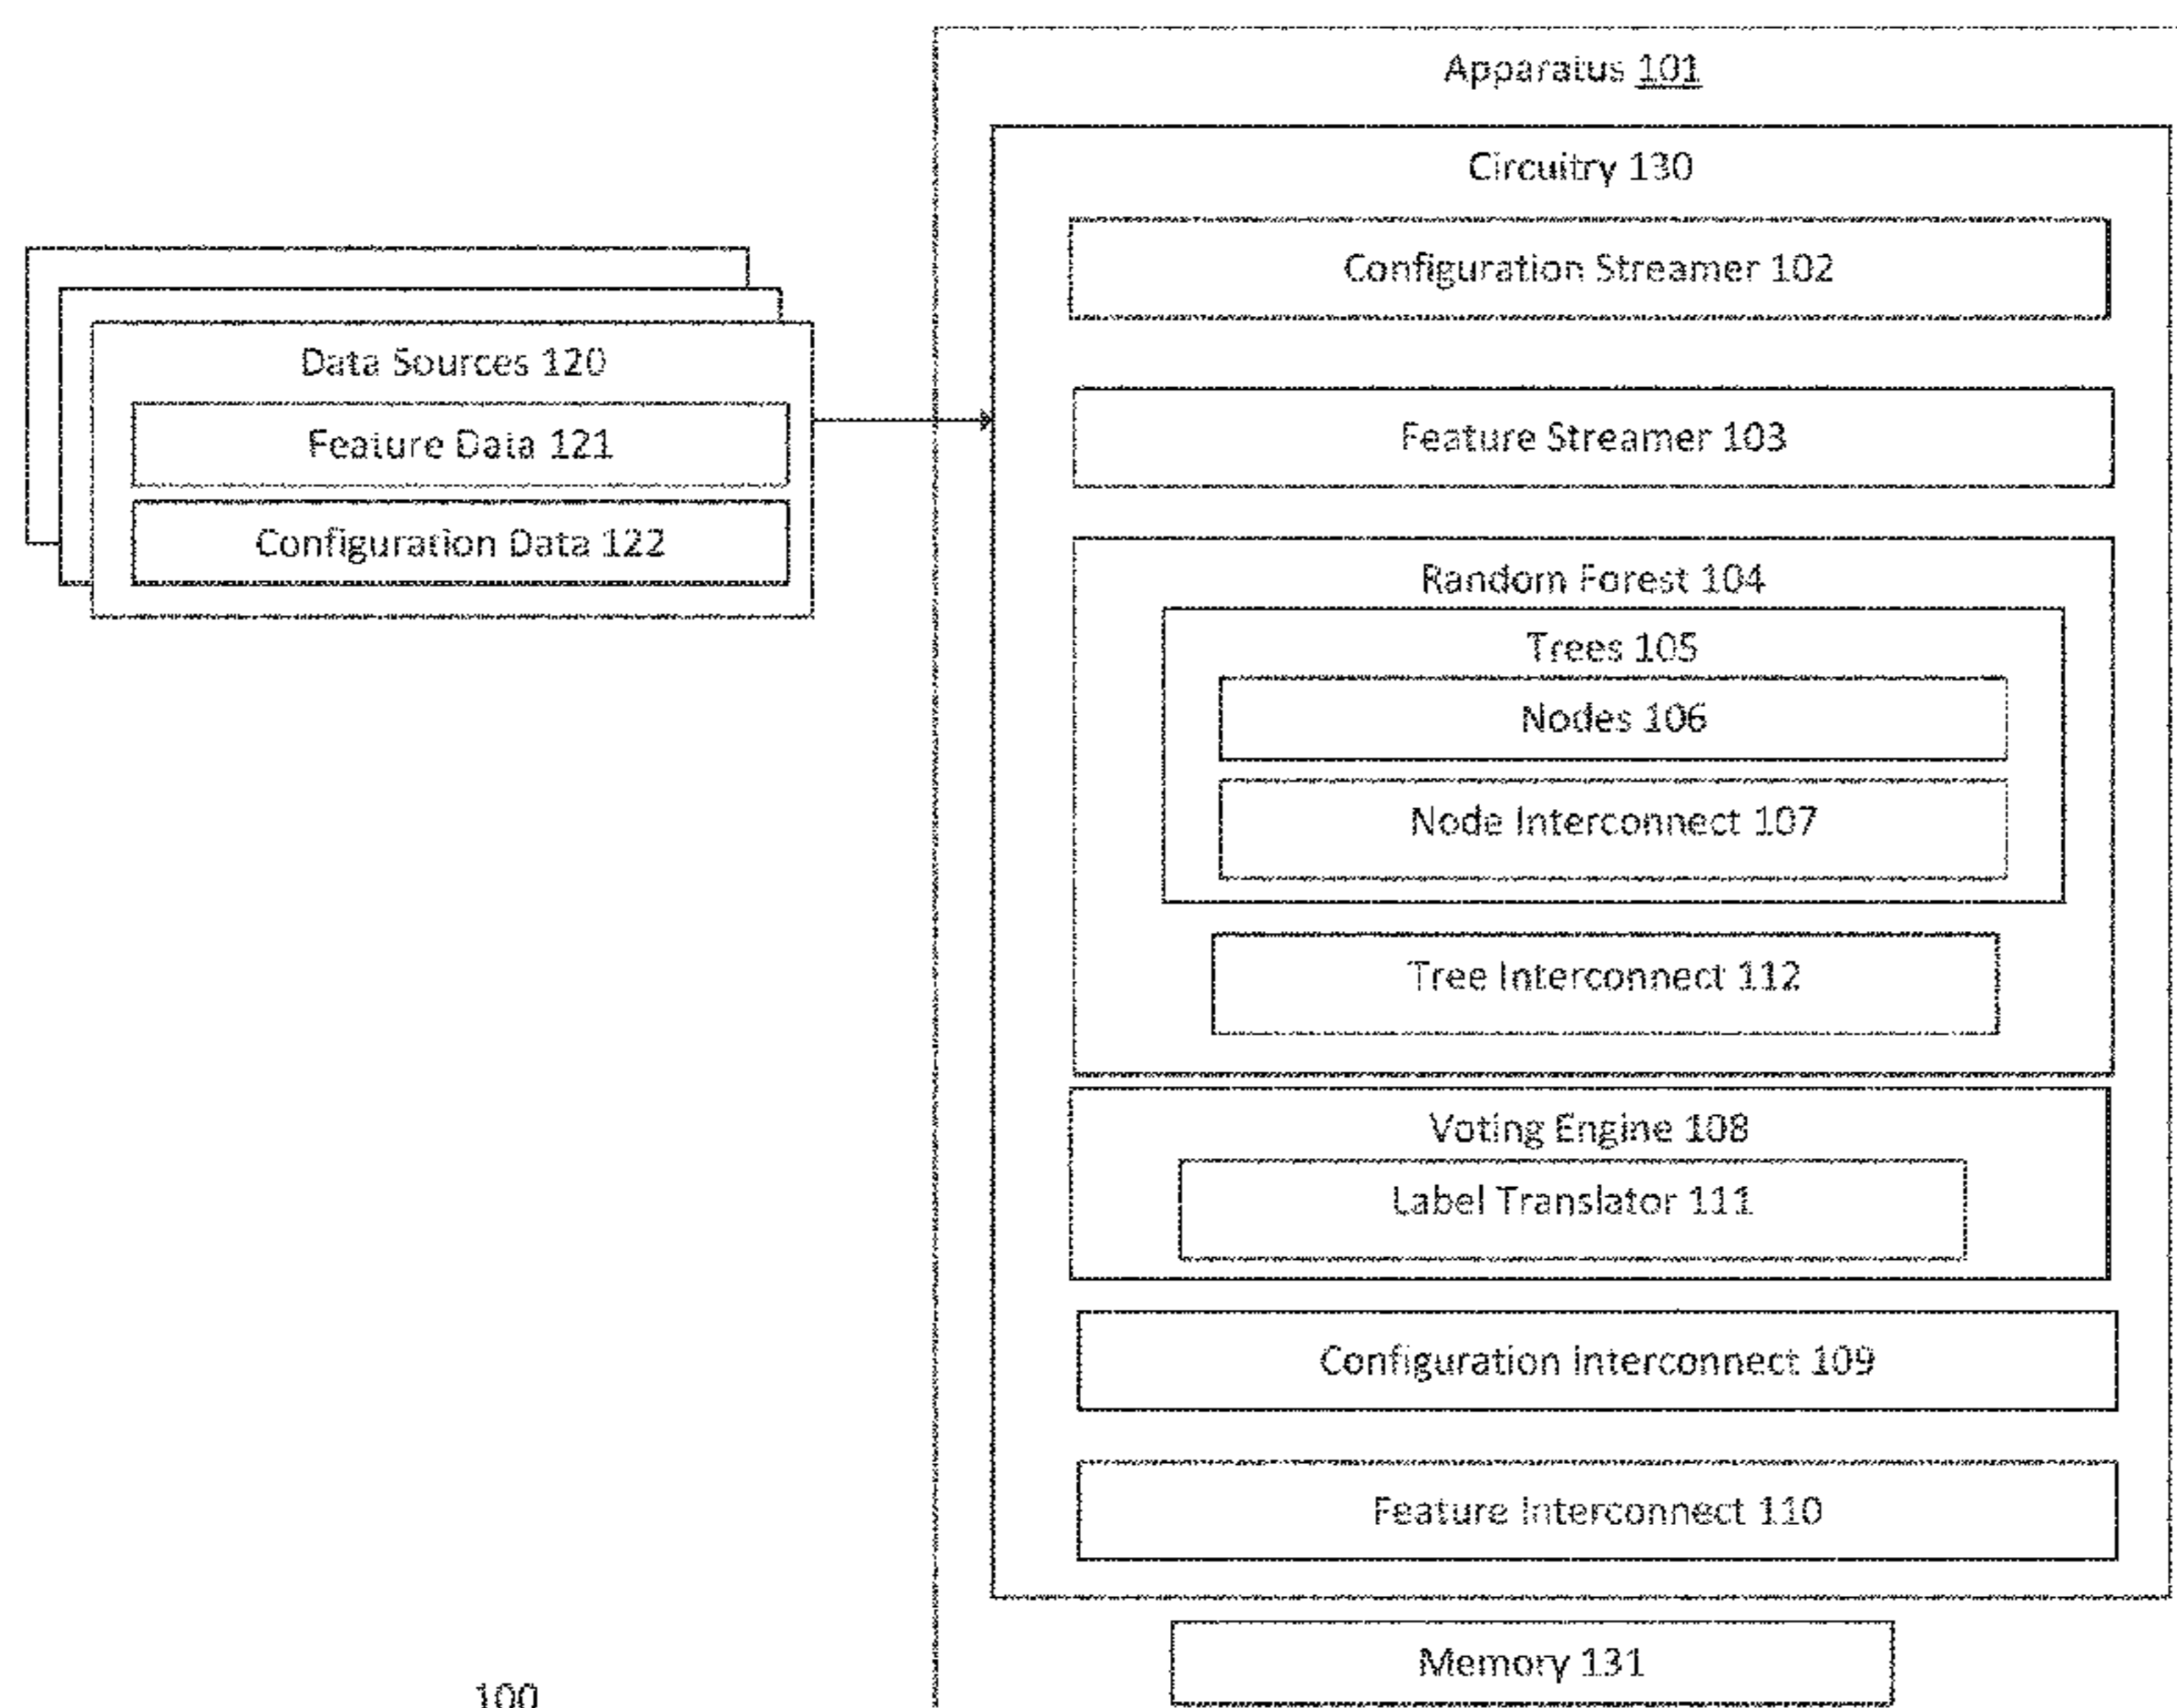 Apparatus 101
Circuitry 130
Configuration Streamer 102
Data Sources 120
Feature Data 121
Configuration Data 122
Feature Streamer 103
Random Forest 104
Trees 105
Nodes 106
Node Interconnect 107
Tree Interconnect 112
Voting Engine 108
Label Translator 111
Configuration Interconnect 109
Feature Interconnect 110
Memory 131
100